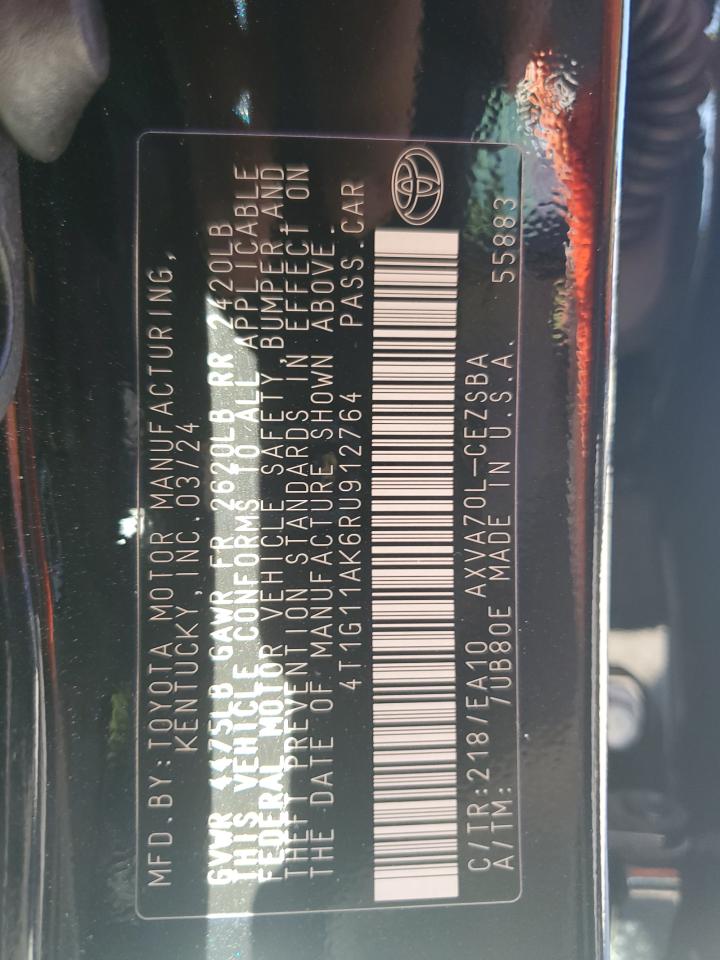 MFD.BY:TOYOTA MOTOR MANUFACTURING,
KENTUCKY,INC.03/24
GVWR 4475LB GAWR FR 2620LB RR 2420LB
THIS VEHICLE CONFORMS TO ALL APPLICABLE
FEDERAL MOTOR VEHICLE SAFETY,BUMPER,AND
THEFT PREVENTION STANDARDS IN EFFECT ON
THE DATE OF MANUFACTURE SHOWN ABOVE.
4T1G11AK6RU912764 PASS.CAR
C/TR:218/EA10 AXVA70L-CEZSBA
A/TM: /UB80E MADE IN U.S.A. 55883